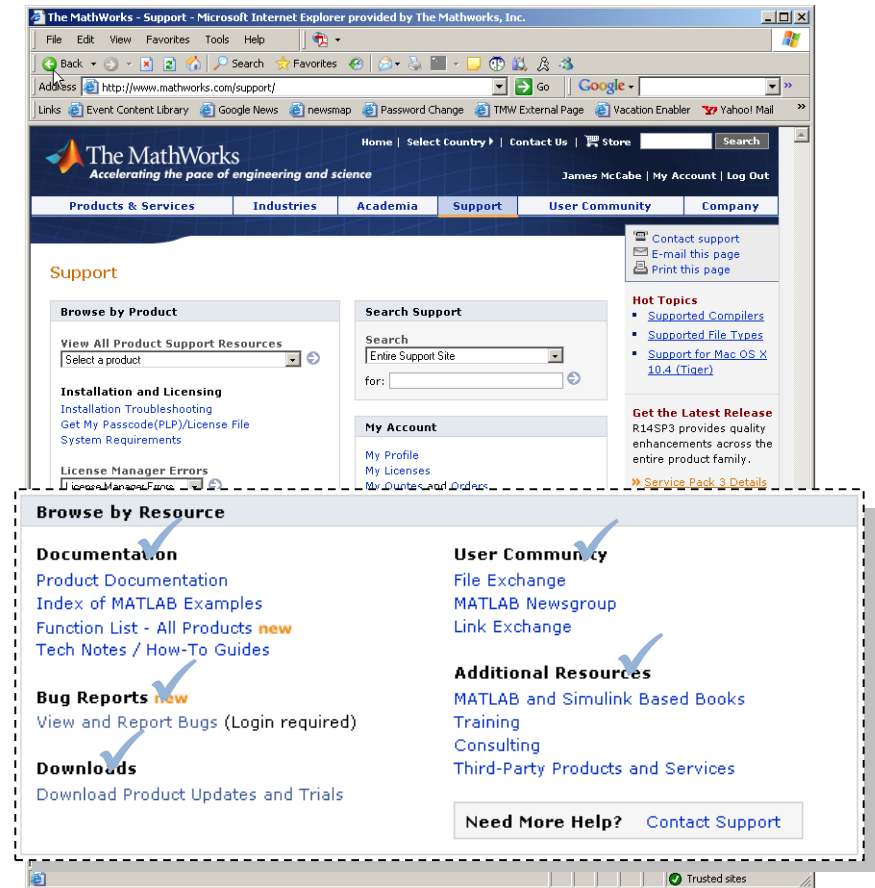 The MathWorks - Support - Microsoft Internet Explorer provided by The Mathworks, Inc.
File Edit View Favorites Tools Help
Back Search Favorites
Address http://www.mathworks.com/support/ Go Google
Links Event Content Library Google News newsmap Password Change TMW External Page Vacation Enabler Yahoo! Mail
Home | Select Country | Contact Us | Store Search
The MathWorks
Accelerating the pace of engineering and science
James McCabe | My Account | Log Out
Products & Services Industries Academia Support User Community Company
Contact support
E-mail this page
Print this page
Support
Browse by Product
View All Product Support Resources
Select a product
Installation and Licensing
Installation Troubleshooting
Get My Passcode(PLP)/License File
System Requirements
License Manager Errors
License Manager Errors
Search Support
Search
Entire Support Site
for:
My Account
My Profile
My Licenses
My Quotes and Orders
Hot Topics
Supported Compilers
Supported File Types
Support for Mac OS X
10.4 (Tiger)
Get the Latest Release
R14SP3 provides quality
enhancements across the
entire product family.
» Service Pack 3 Details
Browse by Resource
Documentation
Product Documentation
Index of MATLAB Examples
Function List - All Products new
Tech Notes / How-To Guides
Bug Reports new
View and Report Bugs (Login required)
Downloads
Download Product Updates and Trials
User Community
File Exchange
MATLAB Newsgroup
Link Exchange
Additional Resources
MATLAB and Simulink Based Books
Training
Consulting
Third-Party Products and Services
Need More Help? Contact Support
Trusted sites